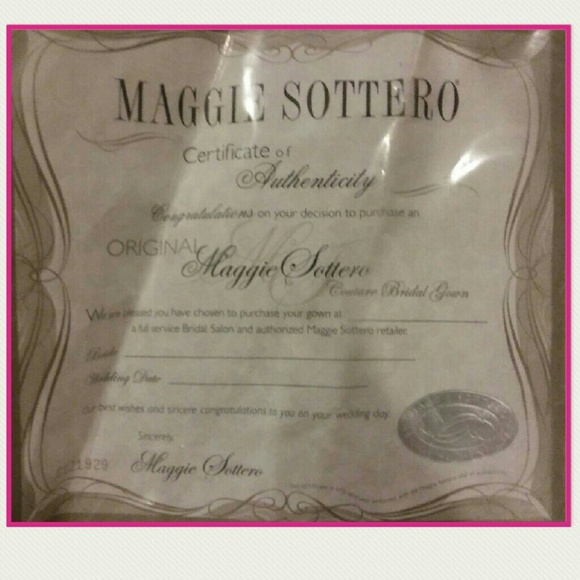 MAGGIE SOTTERO
Certificate of
Authenticity
Congratulations on your decision to purchase an
ORIGINAL Maggie Sottero
Couture Bridal Gown
We are pleased you have chosen to purchase your gown at
a full service Bridal Salon and authorized Maggie Sottero retailer.
Bride
Wedding Date
Our best wishes and sincere congratulations to you on your wedding day.
Sincerely,
Maggie Sottero
1929